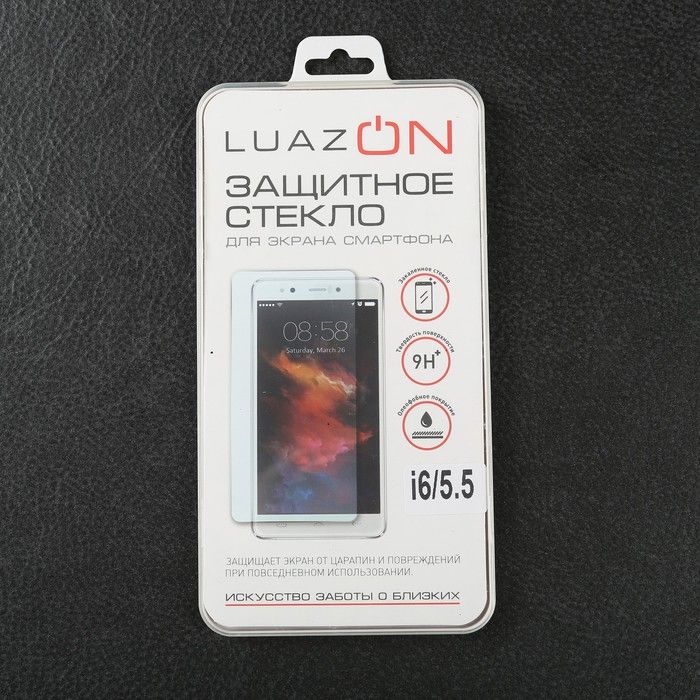 LUAZON
ЗАЩИТНОЕ
СТЕКЛО
ДЛЯ ЭКРАНА СМАРТФОНА
Закаленное стекло
08:58
Saturday, March 26
Твердость поверхности
9H+
Олеофобное покрытие
i6/5.5
ЗАЩИЩАЕТ ЭКРАН ОТ ЦАРАПИН И ПОВРЕЖДЕНИЙ
ПРИ ПОВСЕДНЕВНОМ ИСПОЛЬЗОВАНИИ.
ИСКУССТВО ЗАБОТЫ О БЛИЗКИХ